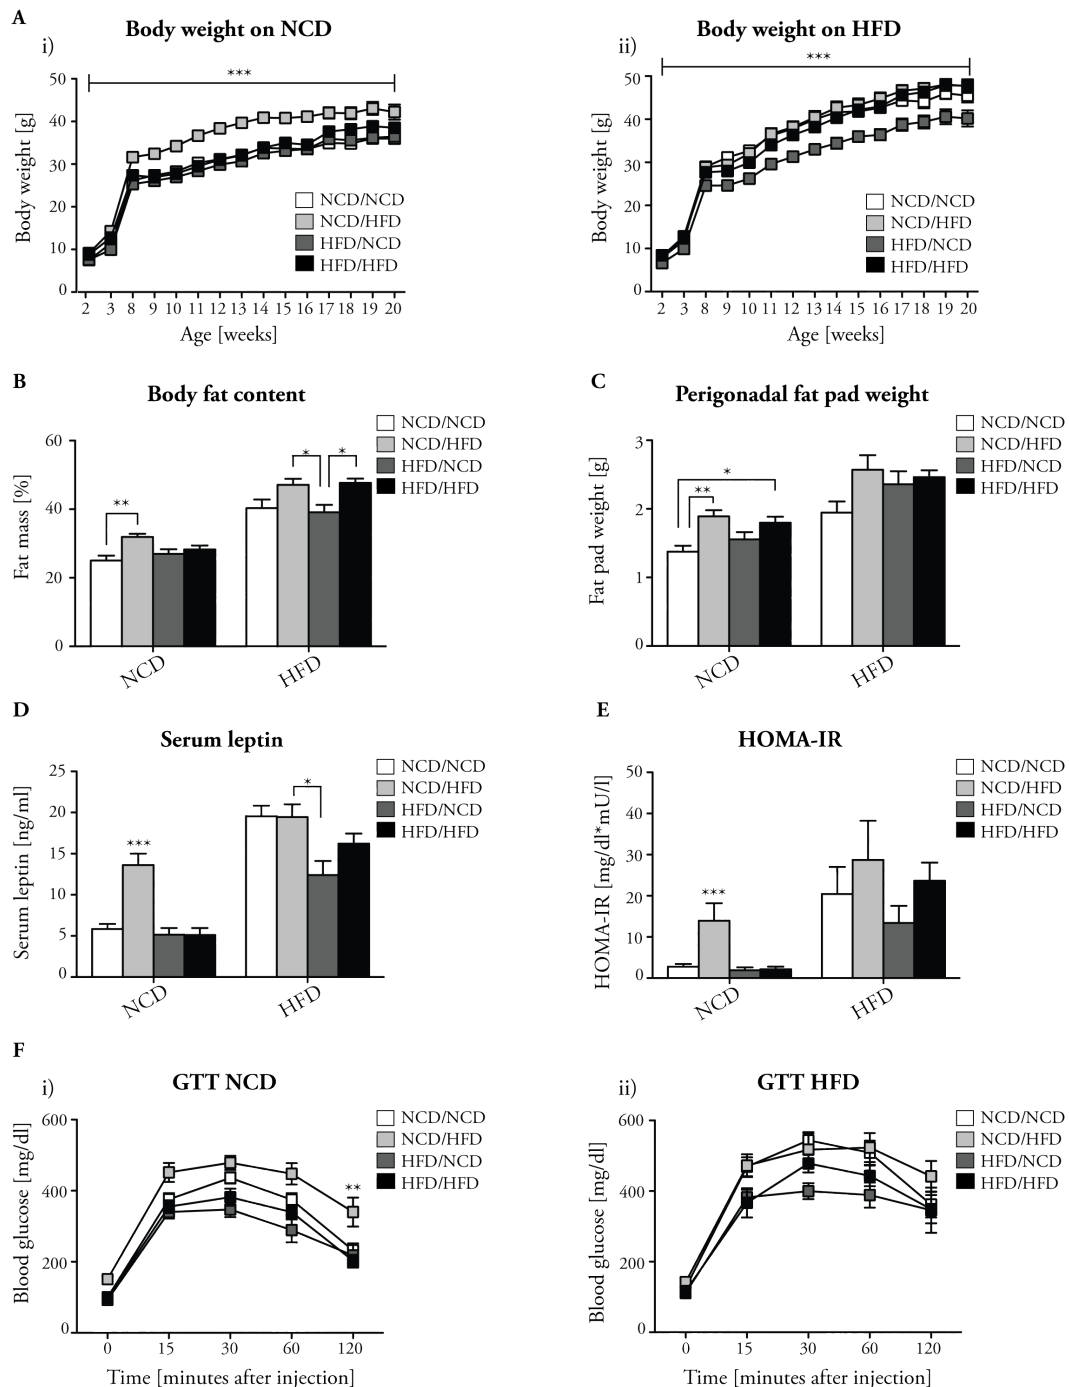 A
Body weight on NCD
i)
***
Body weight [g]
50
40
30
20
10
0
NCD/NCD
NCD/HFD
HFD/NCD
HFD/HFD
2 3 8 9 10 11 12 13 14 15 16 17 18 19 20
Age [weeks]
Body weight on HFD
ii)
***
Body weight [g]
50
40
30
20
10
0
NCD/NCD
NCD/HFD
HFD/NCD
HFD/HFD
2 3 8 9 10 11 12 13 14 15 16 17 18 19 20
Age [weeks]
B
Body fat content
NCD/NCD
NCD/HFD
HFD/NCD
HFD/HFD
Fat mass [%]
60
40
20
0
**
*
*
NCD
HFD
C
Perigonadal fat pad weight
NCD/NCD
NCD/HFD
HFD/NCD
HFD/HFD
Fat pad weight [g]
3
2
1
0
*
**
NCD
HFD
D
Serum leptin
NCD/NCD
NCD/HFD
HFD/NCD
HFD/HFD
Serum leptin [ng/ml]
25
20
15
10
5
0
***
*
NCD
HFD
E
HOMA-IR
NCD/NCD
NCD/HFD
HFD/NCD
HFD/HFD
HOMA-IR [mg/dl*mU/l]
50
40
30
20
10
0
***
NCD
HFD
F
i)
GTT NCD
NCD/NCD
NCD/HFD
HFD/NCD
HFD/HFD
Blood glucose [mg/dl]
600
400
200
0
**
0 15 30 60 120
Time [minutes after injection]
ii)
GTT HFD
NCD/NCD
NCD/HFD
HFD/NCD
HFD/HFD
Blood glucose [mg/dl]
600
400
200
0
0 15 30 60 120
Time [minutes after injection]